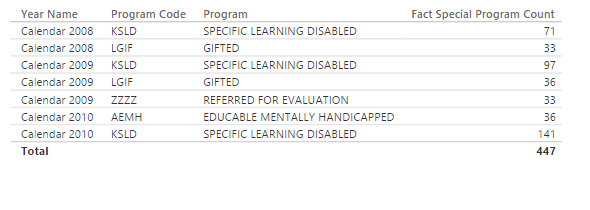 Year Name Program Code Program Fact Special Program Count
Calendar 2008 KSLD SPECIFIC LEARNING DISABLED 71
Calendar 2008 LGIF GIFTED 33
Calendar 2009 KSLD SPECIFIC LEARNING DISABLED 97
Calendar 2009 LGIF GIFTED 36
Calendar 2009 ZZZZ REFERRED FOR EVALUATION 33
Calendar 2010 AEMH EDUCABLE MENTALLY HANDICAPPED 36
Calendar 2010 KSLD SPECIFIC LEARNING DISABLED 141
Total 447